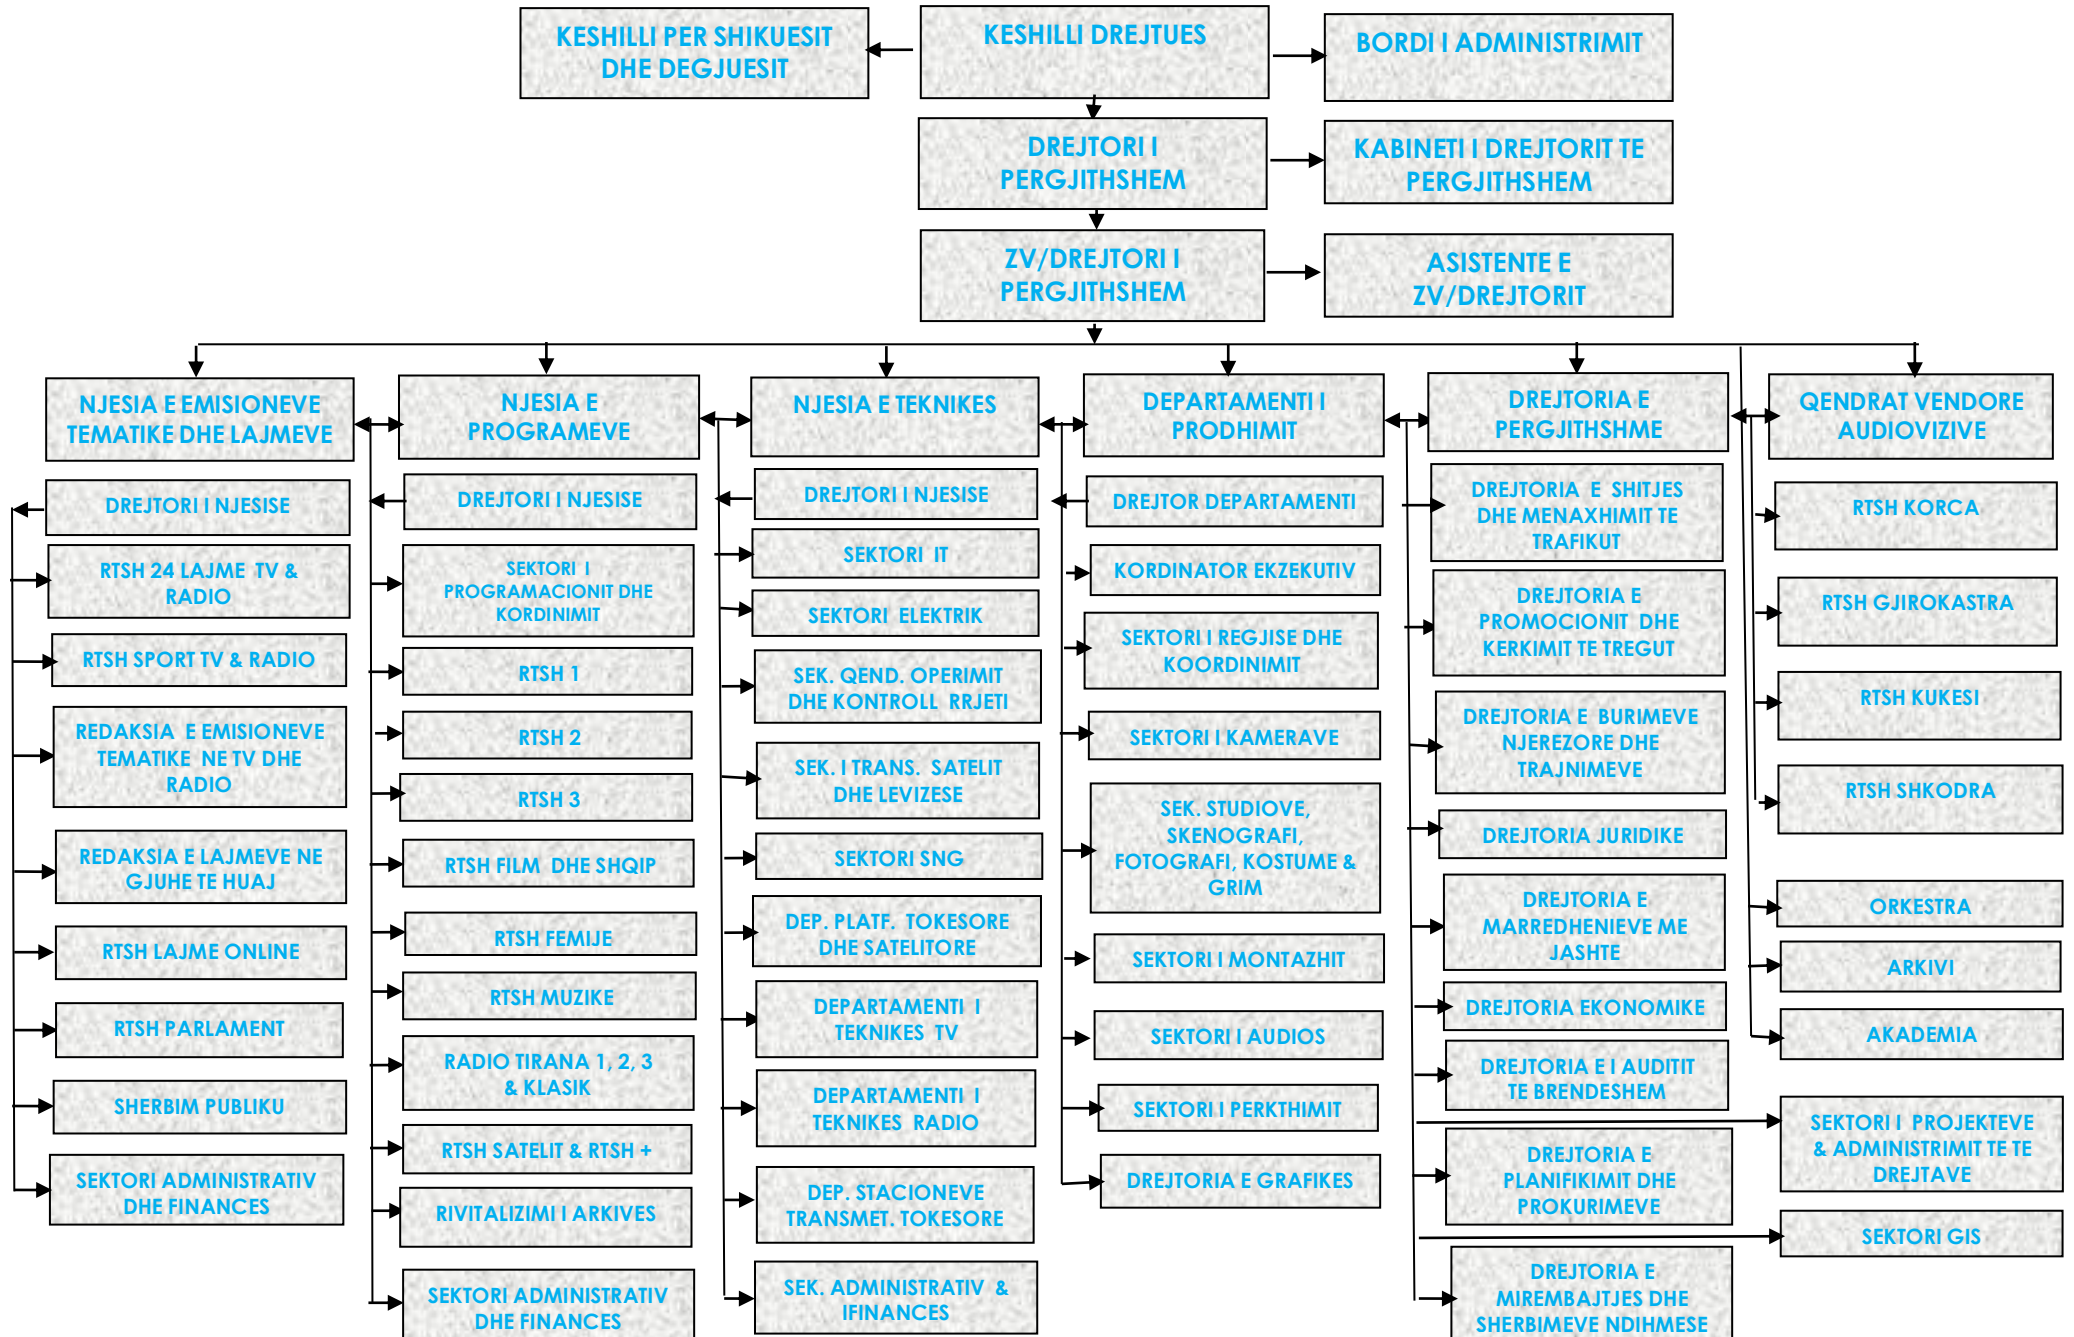 KESHILLI PER SHIKUESIT
DHE DEGJUESIT
KESHILLI DREJTUES
BORDI I ADMINISTRIMIT
DREJTORI I
PERGJITHSHEM
KABINETI I DREJTORIT TE
PERGJITHSHEM
ZV/DREJTORI I
PERGJITHSHEM
ASISTENTE E
ZV/DREJTORIT
NJESIA E EMISIONEVE
TEMATIKE DHE LAJMEVE
DREJTORI I NJESISE
RTSH 24 LAJME TV &
RADIO
RTSH SPORT TV & RADIO
REDAKSIA E EMISIONEVE
TEMATIKE NE TV DHE
RADIO
REDAKSIA E LAJMEVE NE
GJUHE TE HUAJ
RTSH LAJME ONLINE
RTSH PARLAMENT
SHERBIM PUBLIKU
SEKTORI ADMINISTRATIV
DHE FINANCES
NJESIA E
PROGRAMEVE
DREJTORI I NJESISE
SEKTORI I
PROGRAMACIONIT DHE
KORDINIMIT
RTSH 1
RTSH 2
RTSH 3
RTSH FILM DHE SHQIP
RTSH FEMIJE
RTSH MUZIKE
RADIO TIRANA 1, 2, 3
& KLASIK
RTSH SATELIT & RTSH +
RIVITALIZIMI I ARKIVES
SEKTORI ADMINISTRATIV
DHE FINANCES
NJESIA E TEKNIKES
DREJTORI I NJESISE
SEKTORI IT
SEKTORI ELEKTRIK
SEK. QEND. OPERIMIT
DHE KONTROLL RRJETI
SEK. I TRANS. SATELIT
DHE LEVIZESE
SEKTORI SNG
DEP. PLATF. TOKESORE
DHE SATELITORE
DEPARTAMENTI I
TEKNIKES TV
DEPARTAMENTI I
TEKNIKES RADIO
DEP. STACIONEVE
TRANSMET. TOKESORE
SEK. ADMINISTRATIV &
IFINANCES
DEPARTAMENTI I
PRODHIMIT
DREJTOR DEPARTAMENTI
KORDINATOR EKZEKUTIV
SEKTORI I REGJISE DHE
KOORDINIMIT
SEKTORI I KAMERAVE
SEK. STUDIOVE,
SKENOGRAFI,
FOTOGRAFI, KOSTUME &
GRIM
SEKTORI I MONTAZHIT
SEKTORI I AUDIOS
SEKTORI I PERKTHIMIT
DREJTORIA E GRAFIKES
DREJTORIA E
PERGJITHSHME
DREJTORIA E SHITJES
DHE MENAXHIMIT TE
TRAFIKUT
DREJTORIA E
PROMOCIONIT DHE
KERKIMIT TE TREGUT
DREJTORIA E BURIMEVE
NJEREZORE DHE
TRAJNIMEVE
DREJTORIA JURIDIKE
DREJTORIA E
MARREDHENIEVE ME
JASHTE
DREJTORIA EKONOMIKE
DREJTORIA E I AUDITIT
TE BRENDESHEM
DREJTORIA E
PLANIFIKIMIT DHE
PROKURIMEVE
DREJTORIA E
MIREMBAJTJES DHE
SHERBIMEVE NDIHMESE
QENDRAT VENDORE
AUDIOVIZIVE
RTSH KORCA
RTSH GJIROKASTRA
RTSH KUKESI
RTSH SHKODRA
ORKESTRA
ARKIVI
AKADEMIA
SEKTORI I PROJEKTEVE
& ADMINISTRIMIT TE TE
DREJTAVE
SEKTORI GIS